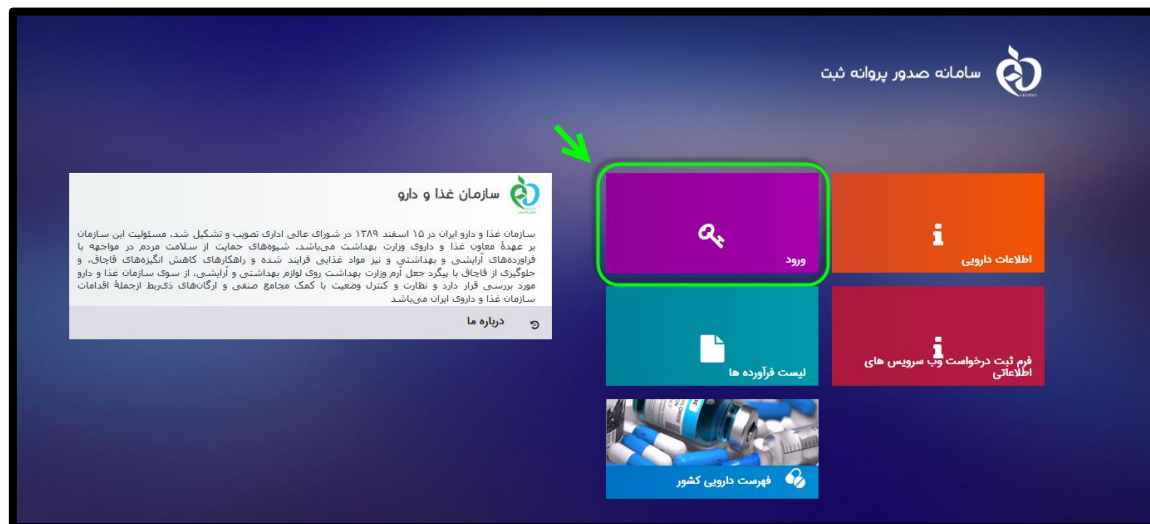 سامانه صدور پروانه ثبت
اطلاعات دارویی
ورود
فرم ثبت درخواست وب سرویس های
اطلاعاتی
لیست فرآورده ها
فهرست دارویی کشور
سازمان غذا و دارو
سازمان غذا و دارو ایران در ۱۵ اسفند ۱۳۸۹ در شورای عالی اداری تصویب و تشکیل شد. مسئولیت این سازمان
بر عهدهٔ معاون غذا و داروی وزارت بهداشت می‌باشد. شیوه‌های حمایت از سلامت مردم در مواجهه با
فراورده‌های آرایشی و بهداشتی و نیز مواد غذایی فرایند شده و راهکارهای کاهش انگیزه‌های قاچاق، و
جلوگیری از قاچاق با پیگرد جعل آرم وزارت بهداشت روی لوازم بهداشتی و آرایشی، از سوی سازمان غذا و دارو
مورد بررسی قرار دارد و نظارت و کنترل وضعیت با کمک مجامع صنفی و ارگان‌های ذی‌ربط ازجملهٔ اقدامات
سازمان غذا و داروی ایران می‌باشد
درباره ما